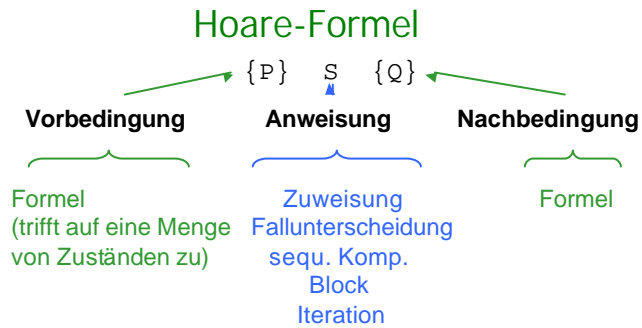 Hoare-Formel
{P} S {Q}
Vorbedingung Anweisung Nachbedingung
Formel Zuweisung Formel
(trifft auf eine Menge Fallunterscheidung
von Zuständen zu) sequ. Komp.
Block
Iteration